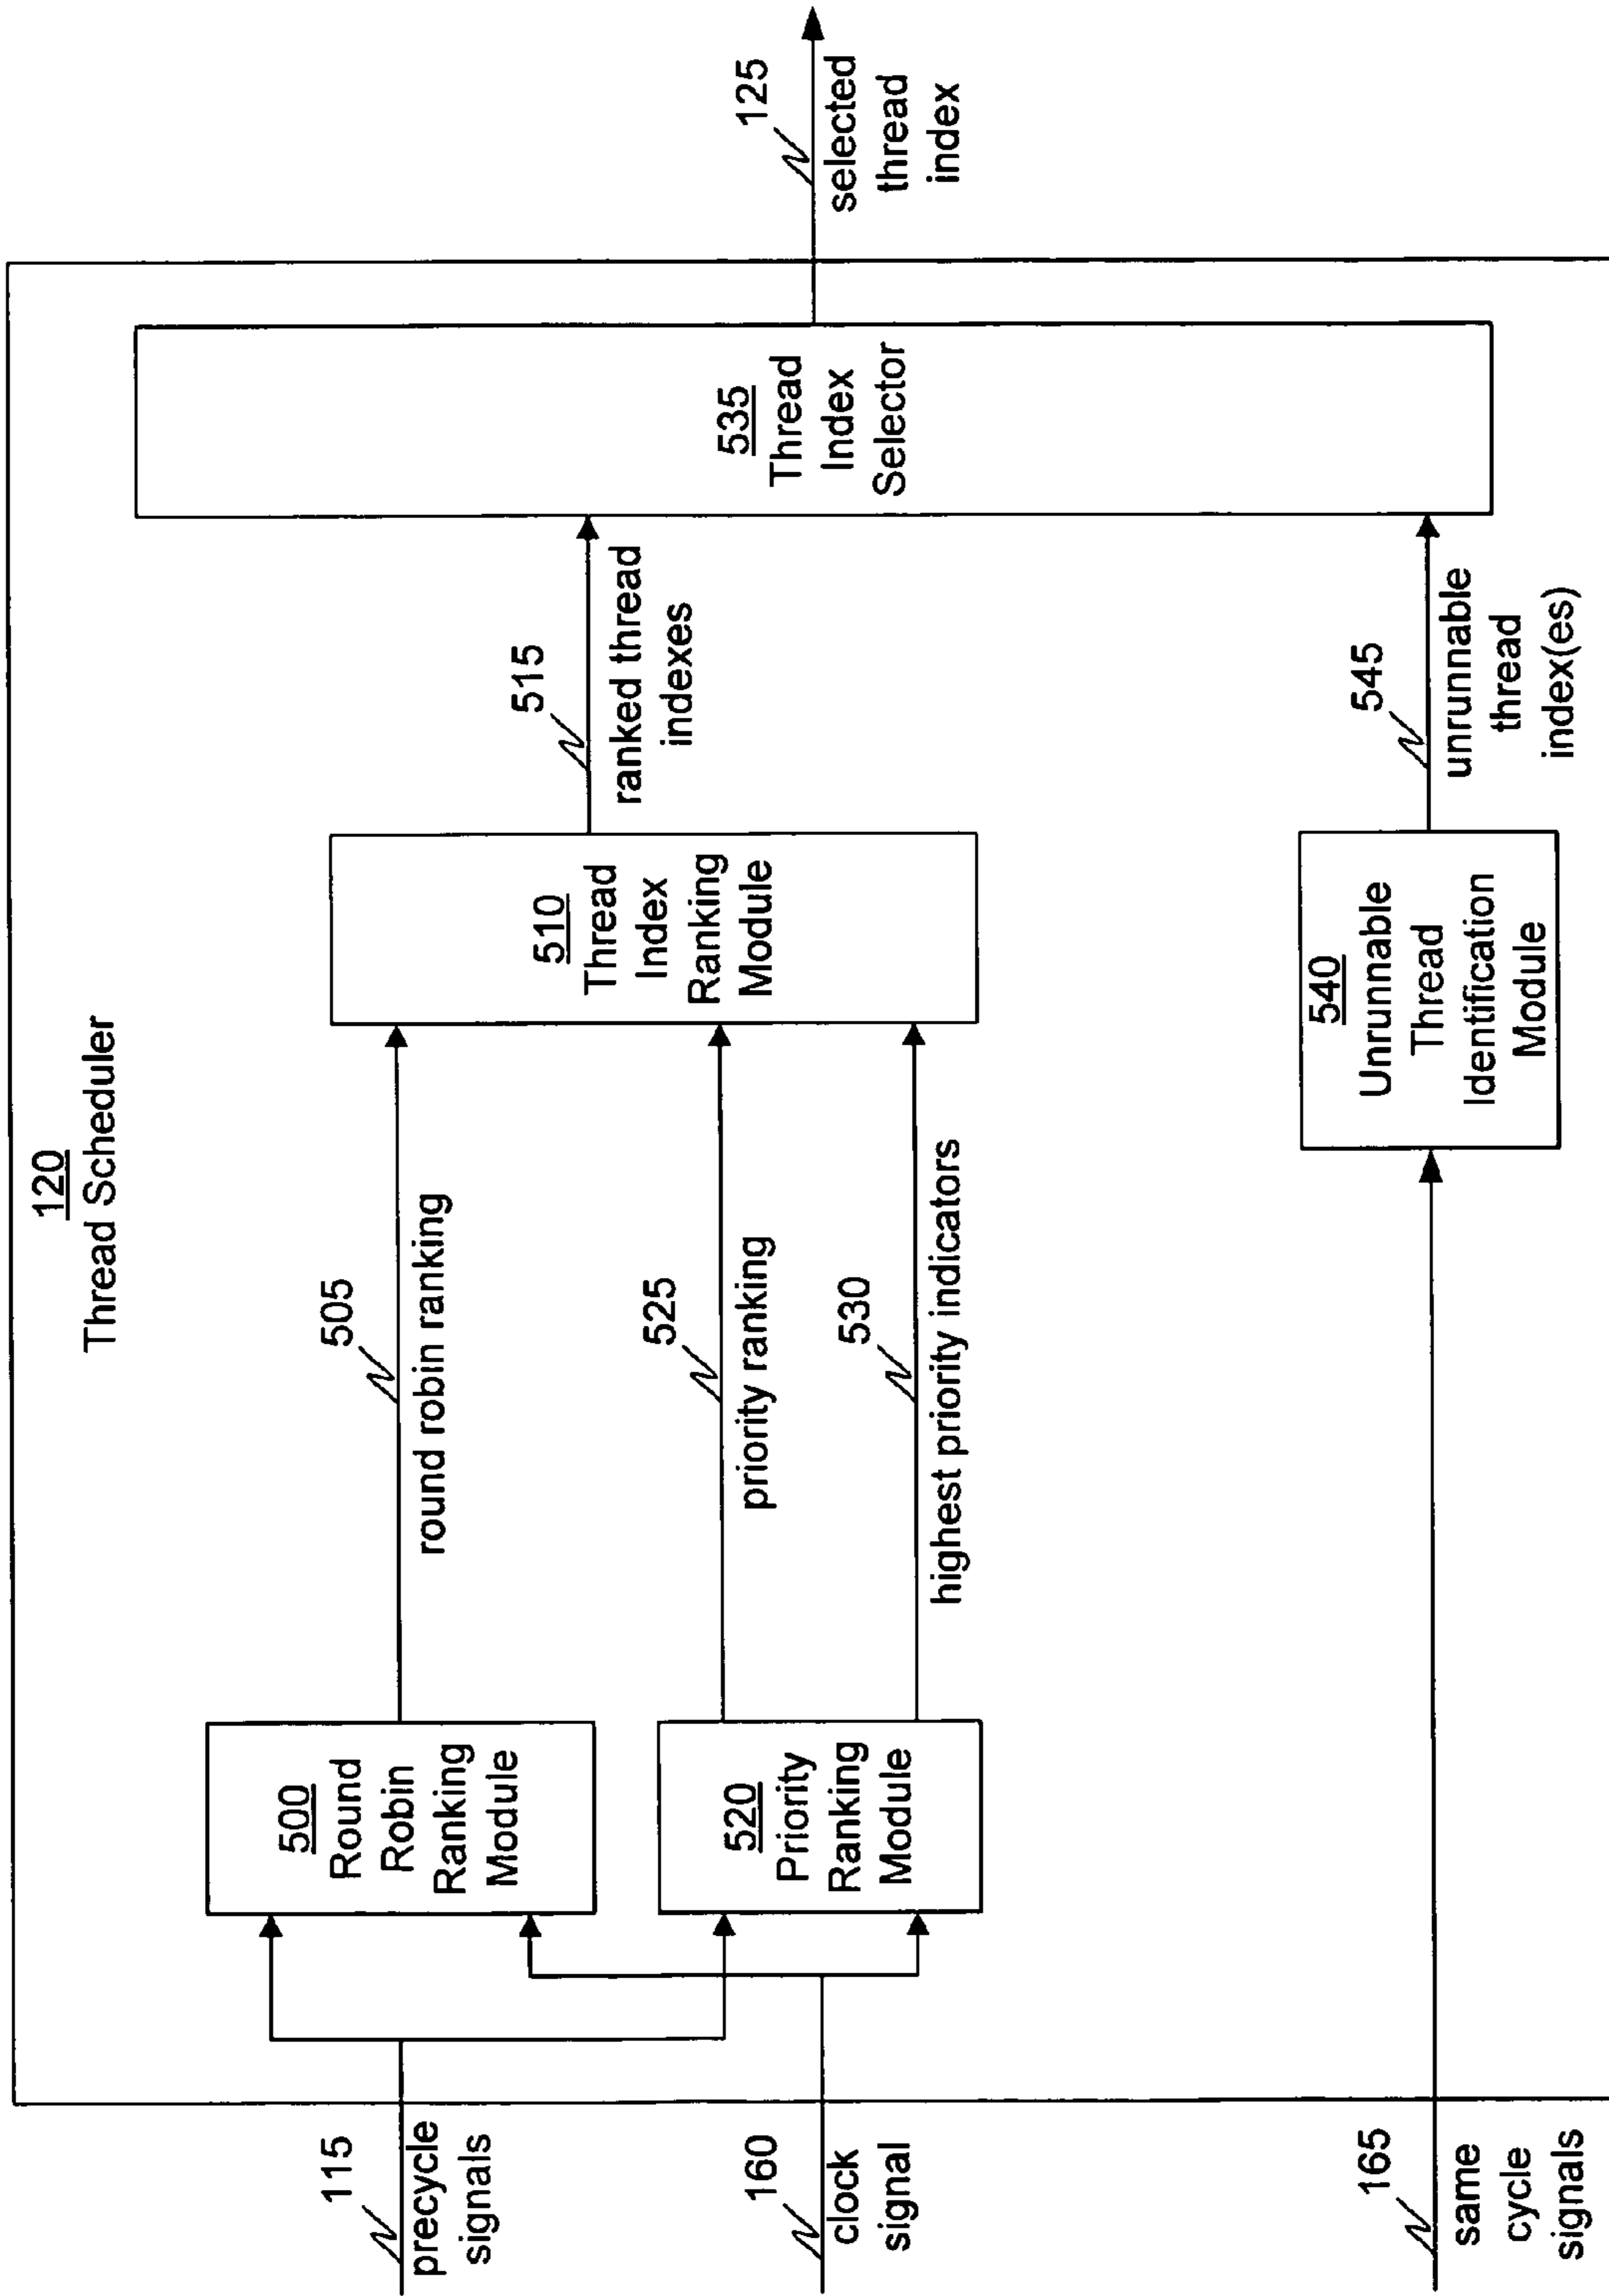 120
Thread Scheduler
115
precycle
signals
160
clock
signal
165
same
cycle
signals
500
Round
Robin
Ranking
Module
520
Priority
Ranking
Module
505
round robin ranking
525
priority ranking
530
highest priority indicators
510
Thread
Index
Ranking
Module
540
Unrunnable
Thread
Identification
Module
515
ranked thread
indexes
545
unrunnable
thread
index(es)
535
Thread
Index
Selector
125
selected
thread
index